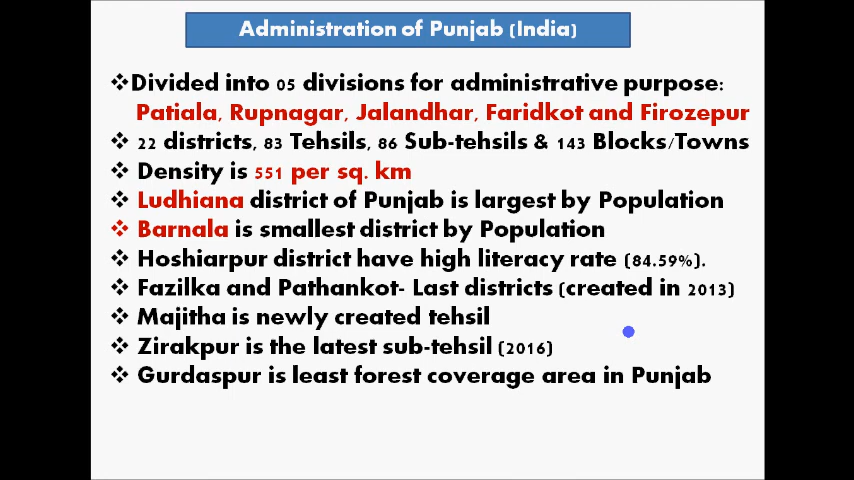 Administration of Punjab (India)
❖Divided into 05 divisions for administrative purpose:
Patiala, Rupnagar, Jalandhar, Faridkot and Firozepur
❖ 22 districts, 83 Tehsils, 86 Sub-tehsils & 143 Blocks/Towns
❖ Density is 551 per sq. km
❖ Ludhiana district of Punjab is largest by Population
❖ Barnala is smallest district by Population
❖ Hoshiarpur district have high literacy rate (84.59%).
❖ Fazilka and Pathankot- Last districts (created in 2013)
❖ Majitha is newly created tehsil
❖ Zirakpur is the latest sub-tehsil (2016)
❖ Gurdaspur is least forest coverage area in Punjab